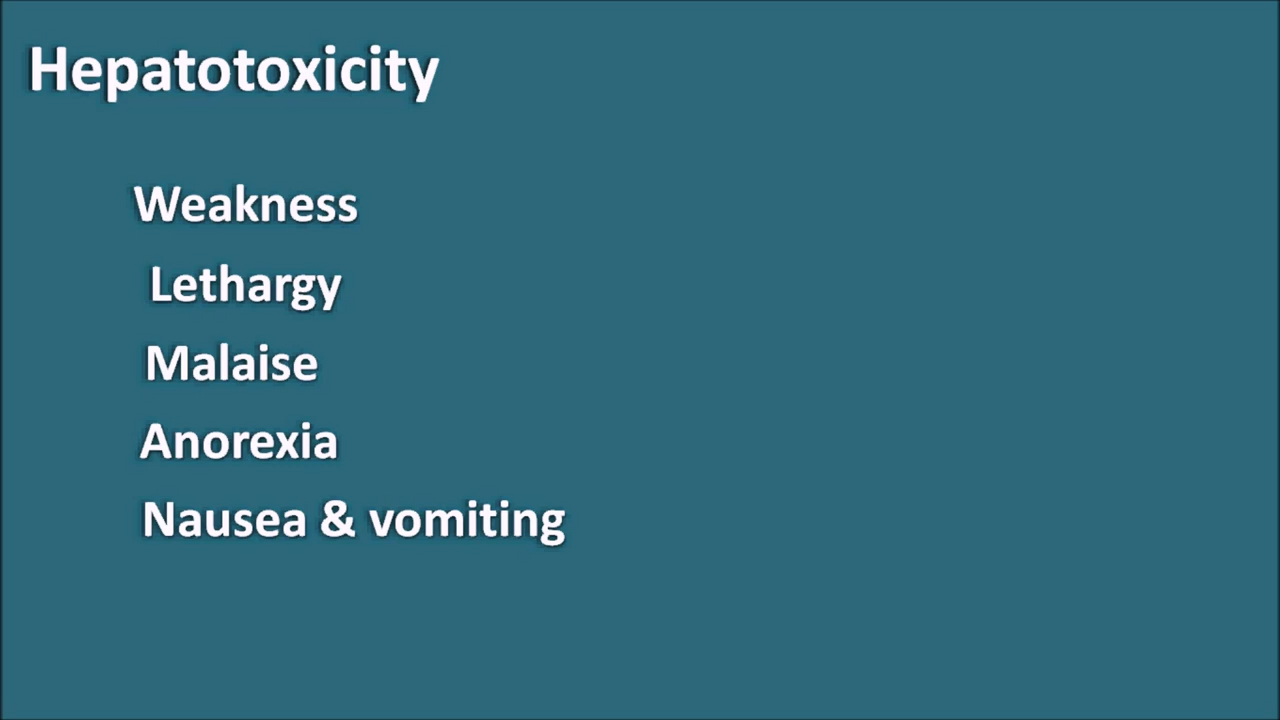 Hepatotoxicity
Weakness
Lethargy
Malaise
Anorexia
Nausea & vomiting